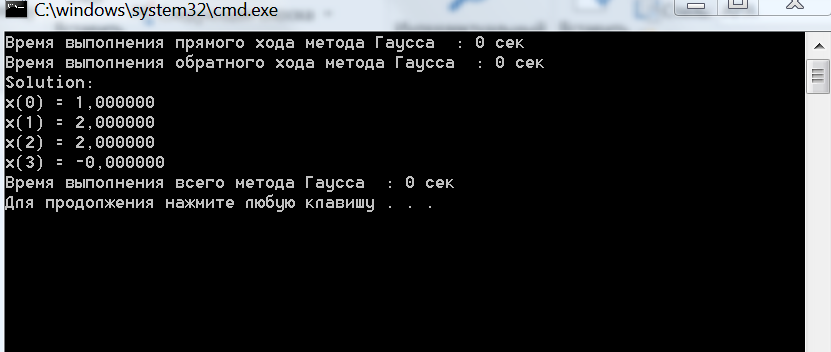 C:\windows\system32\cmd.exe
Время выполнения прямого хода метода Гаусса : 0 сек
Время выполнения обратного хода метода Гаусса : 0 сек
Solution:
x(0) = 1,000000
x(1) = 2,000000
x(2) = 2,000000
x(3) = -0,000000
Время выполнения всего метода Гаусса : 0 сек
Для продолжения нажмите любую клавишу . . .